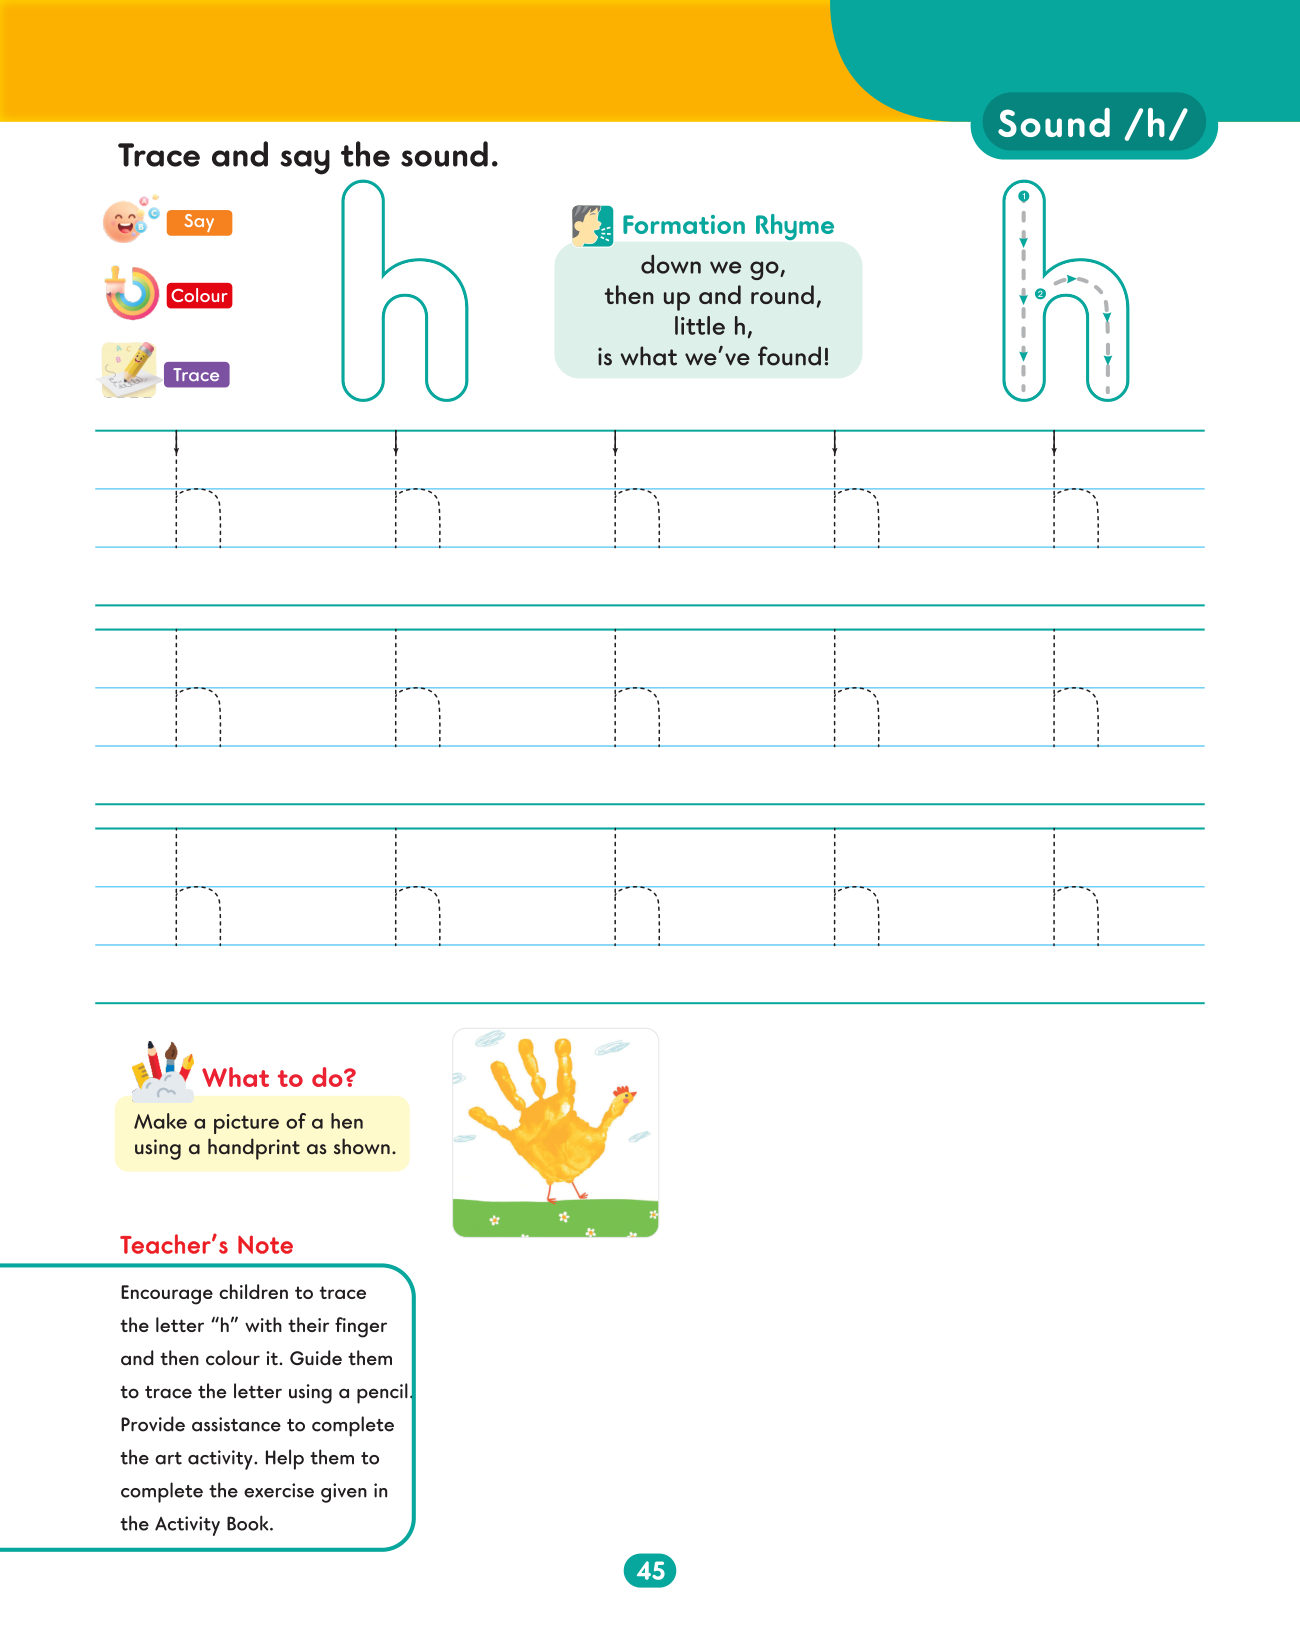 Sound /h/
Trace and say the sound.
Say
Colour
Trace
Formation Rhyme
down we go,
then up and round,
little h,
is what we've found!
h
h
1
2
h h h h h
h h h h h
h h h h h
What to do?
Make a picture of a hen
using a handprint as shown.
Teacher's Note
Encourage children to trace
the letter “h” with their finger
and then colour it. Guide them
to trace the letter using a pencil.
Provide assistance to complete
the art activity. Help them to
complete the exercise given in
the Activity Book.
45